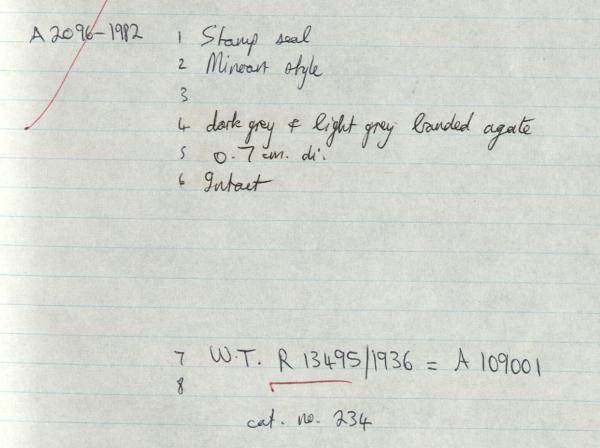 A 2096-1982 1 Stamp seal
2 Minoan style
3
4 dark grey & light grey banded agate
5 0.7 cm. di.
6 Intact
7 W.T. R 13495/1936 = A 109001
8
cat. no. 234